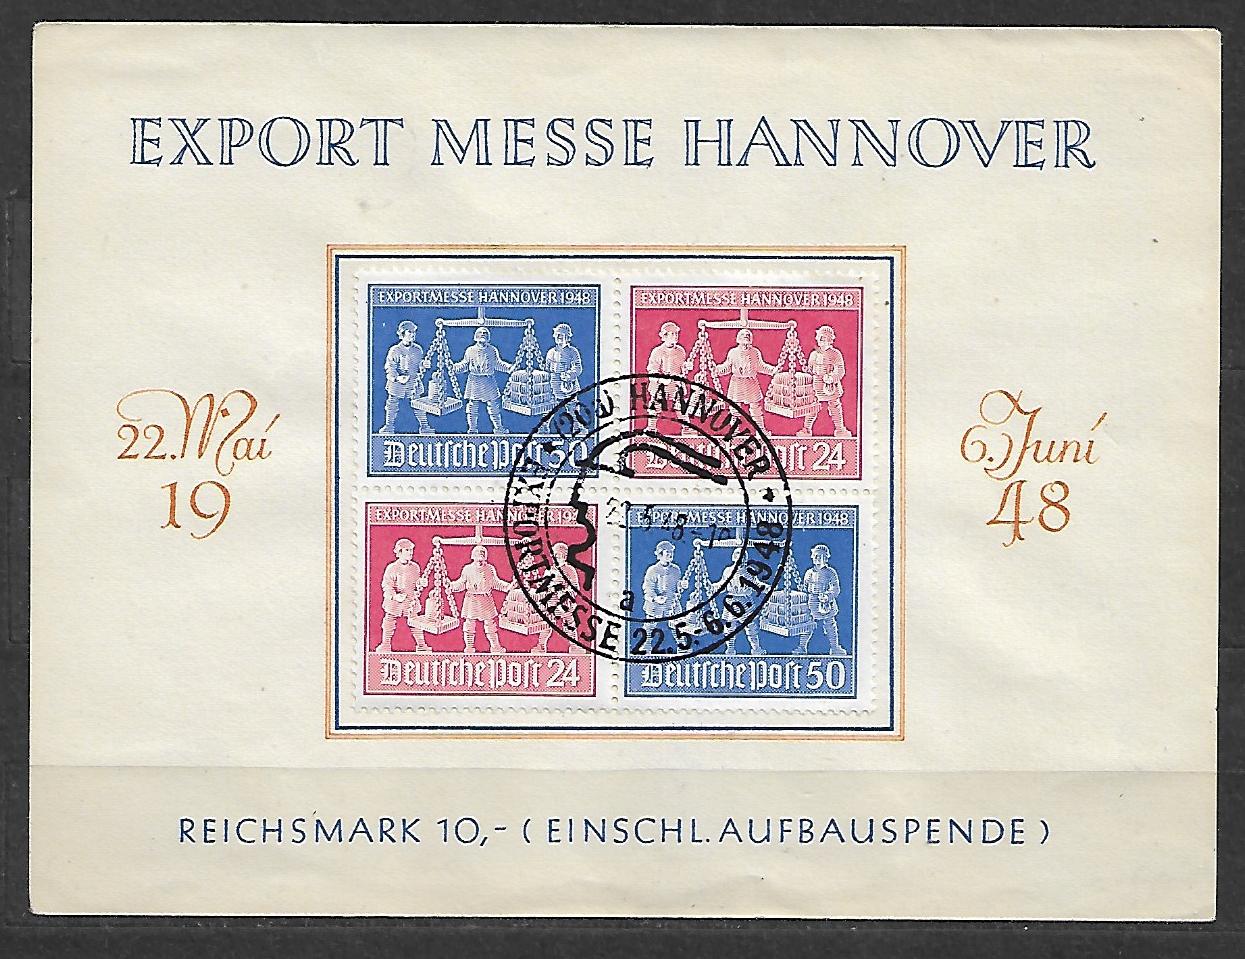 EXPORT MESSE HANNOVER
EXPORTMESSE HANNOVER 1948
Deutsche Post 50
EXPORTMESSE HANNOVER 1948
Deutsche Post 24
22. Mai
19
6. Juni
48
EXPORTMESSE HANNOVER 1948
Deutsche Post 24
EXPORTMESSE HANNOVER 1948
Deutsche Post 50
(20a) HANNOVER
EXPORTMESSE 22.5.-6.6.1948
a
REICHSMARK 10,- ( EINSCHL. AUFBAUSPENDE )